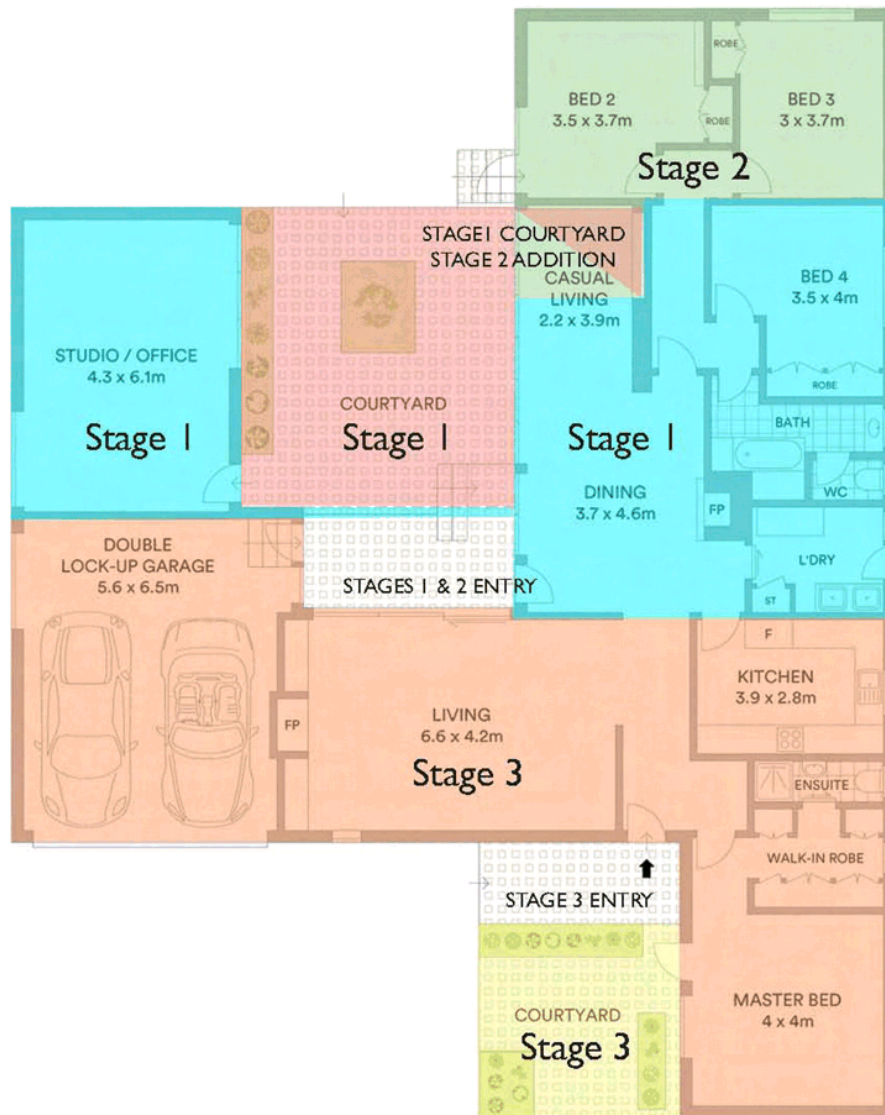 ROBE
BED 2
3.5 x 3.7m
BED 3
3 x 3.7m
ROBE
Stage 2
STAGE 1 COURTYARD
STAGE 2 ADDITION
CASUAL
LIVING
2.2 x 3.9m
BED 4
3.5 x 4m
ROBE
STUDIO / OFFICE
4.3 x 6.1m
Stage 1
COURTYARD
Stage 1
Stage 1
BATH
WC
DINING
3.7 x 4.6m
FP
L'DRY
ST
DOUBLE
LOCK-UP GARAGE
5.6 x 6.5m
STAGES 1 & 2 ENTRY
F
KITCHEN
3.9 x 2.8m
FP
LIVING
6.6 x 4.2m
Stage 3
ENSUITE
WALK-IN ROBE
STAGE 3 ENTRY
MASTER BED
4 x 4m
COURTYARD
Stage 3